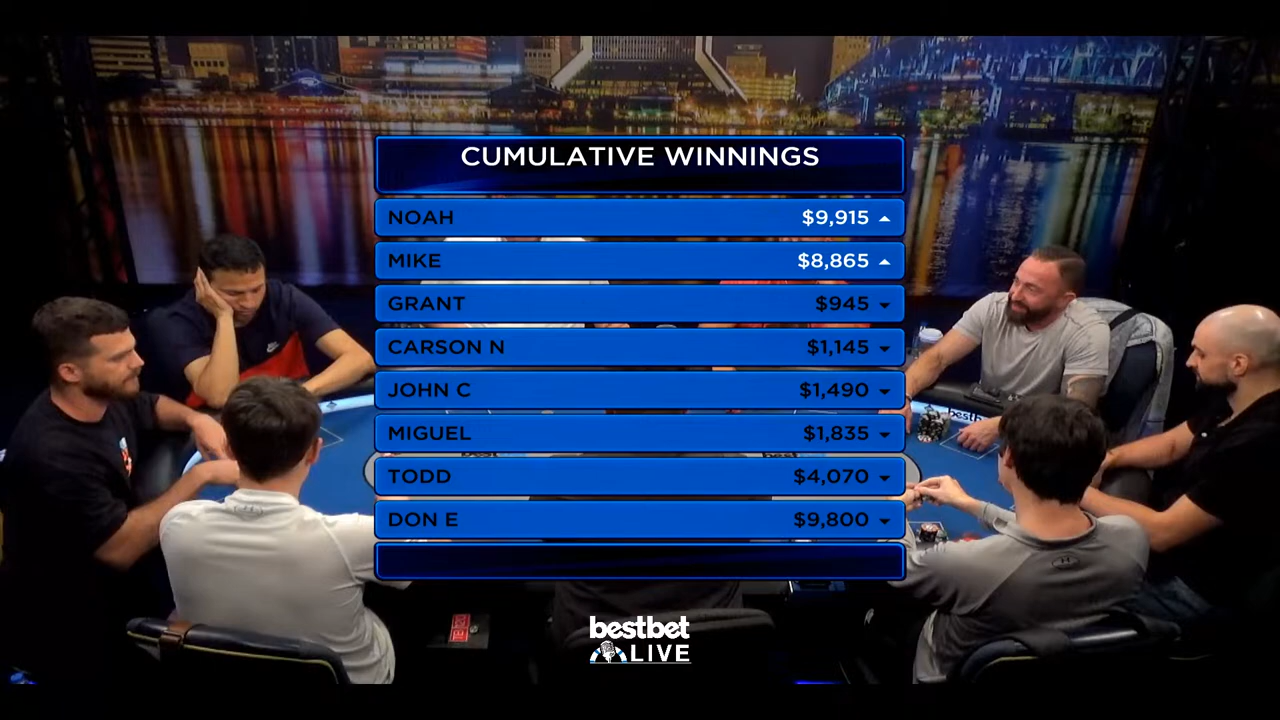 CUMULATIVE WINNINGS
NOAH $9,915 ▲
MIKE $8,865 ▲
GRANT $945 ▼
CARSON N $1,145 ▼
JOHN C $1,490 ▼
MIGUEL $1,835 ▼
TODD $4,070 ▼
DON E $9,800 ▼
bestbet
LIVE